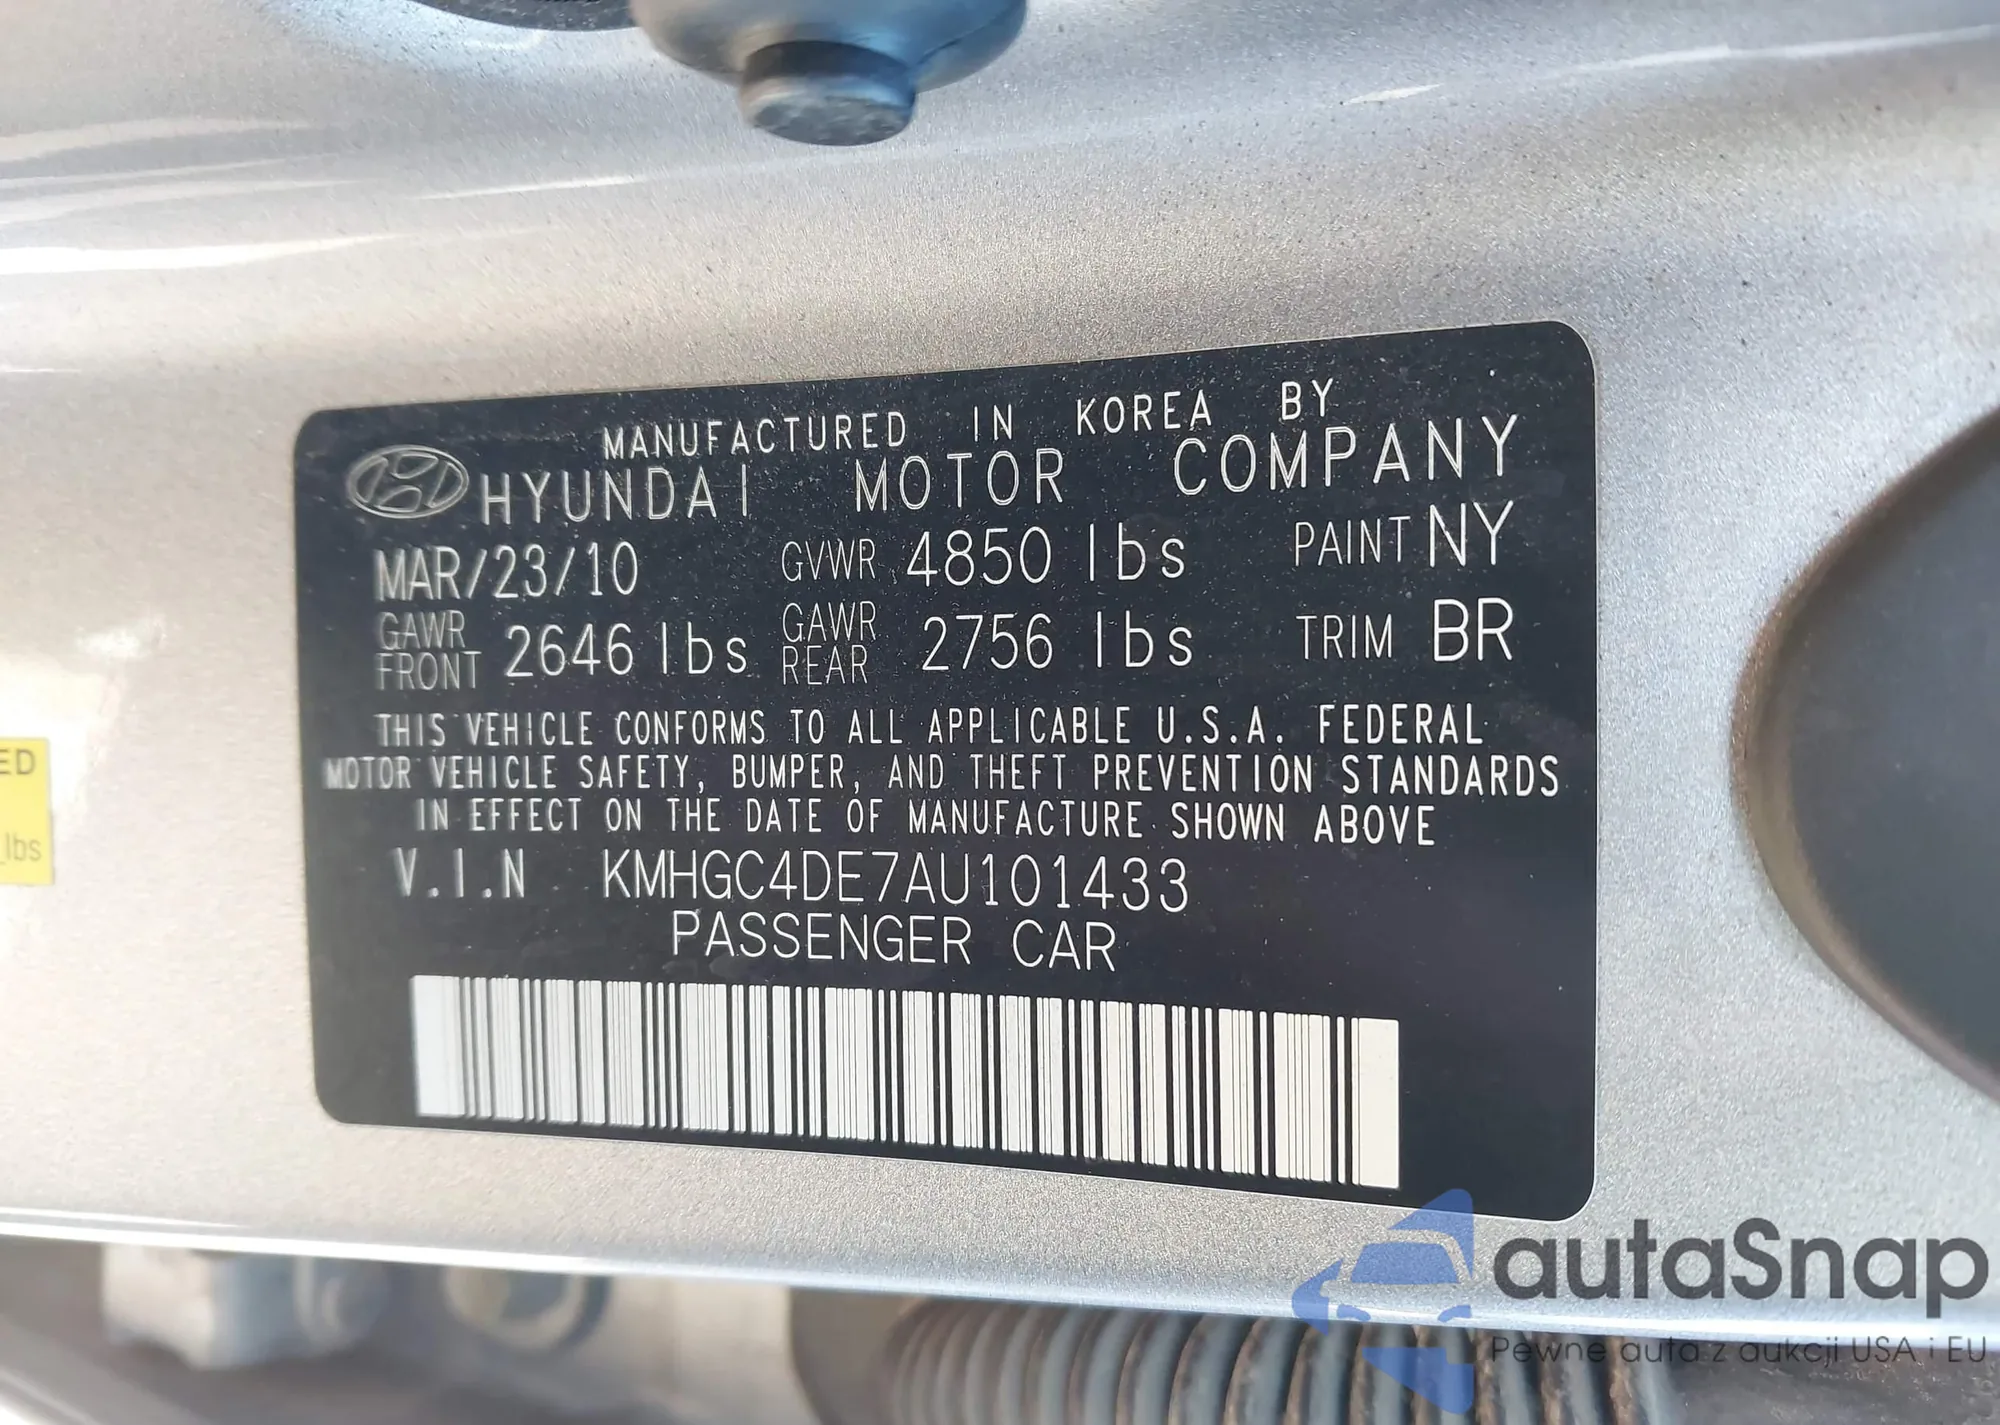 MANUFACTURED IN KOREA BY
HYUNDAI MOTOR COMPANY
MAR/23/10 GVWR 4850 lbs PAINT NY
GAWR FRONT 2646 lbs GAWR REAR 2756 lbs TRIM BR
THIS VEHICLE CONFORMS TO ALL APPLICABLE U.S.A. FEDERAL
MOTOR VEHICLE SAFETY, BUMPER, AND THEFT PREVENTION STANDARDS
IN EFFECT ON THE DATE OF MANUFACTURE SHOWN ABOVE
V.I.N KMHGC4DE7AU101433
PASSENGER CAR
ED
lbs
autaSnap
Pewne auta z aukcji USA i EU